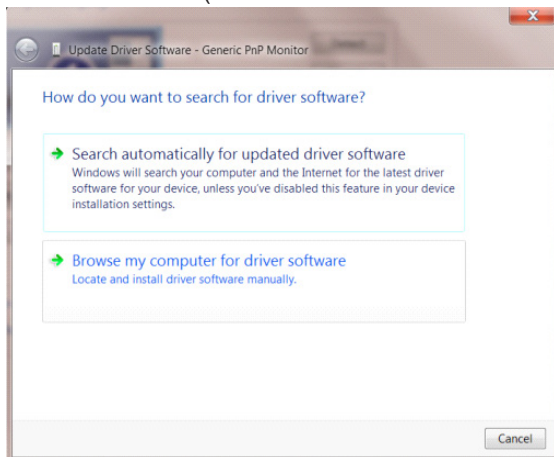 (
Update Driver Software - Generic PnP Monitor
How do you want to search for driver software?
Search automatically for updated driver software
Windows will search your computer and the Internet for the latest driver
software for your device, unless you've disabled this feature in your device
installation settings.
Browse my computer for driver software
Locate and install driver software manually.
Cancel